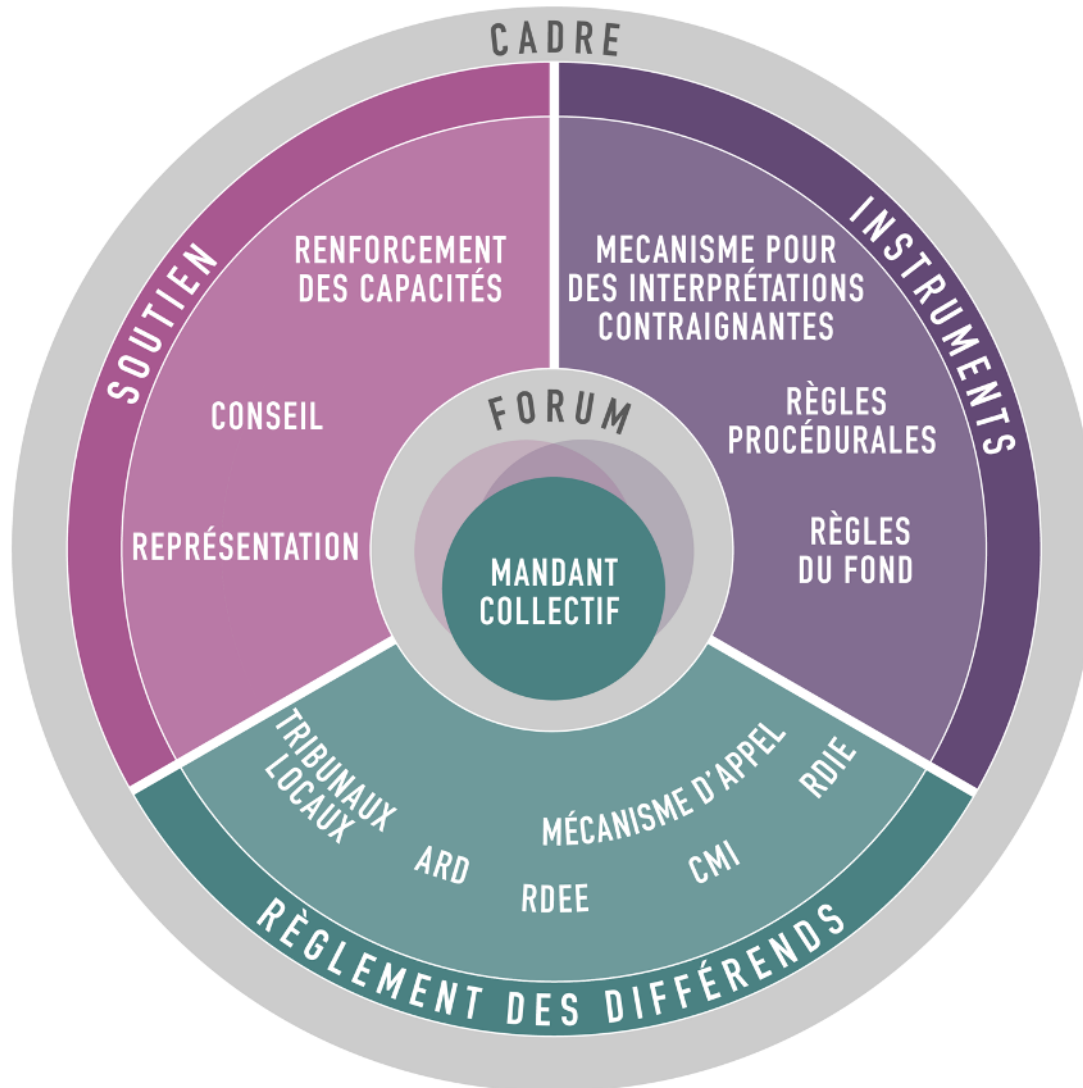 CADRE
SOUTIEN
RENFORCEMENT
DES CAPACITÉS
CONSEIL
REPRÉSENTATION
INSTRUMENTS
MECANISME POUR
DES INTERPRÉTATIONS
CONTRAIGNANTES
RÈGLES
PROCÉDURALES
RÈGLES
DU FOND
FORUM
MANDANT
COLLECTIF
TRIBUNAUX
LOCAUX
ARD
RDEE
MÉCANISME D'APPEL
CMI
RDIE
RÈGLEMENT DES DIFFÉRENDS